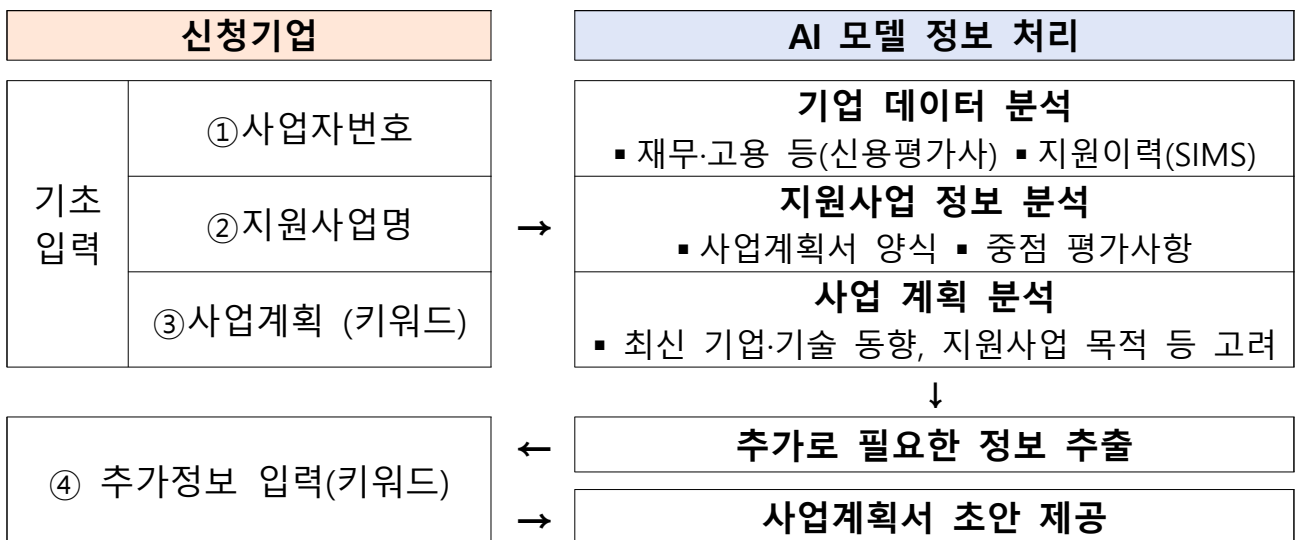 신청기업
AI 모델 정보 처리
기초
입력
①사업자번호
②지원사업명
③사업계획 (키워드)
→
기업 데이터 분석
▪ 재무·고용 등(신용평가사) ▪ 지원이력(SIMS)
지원사업 정보 분석
▪ 사업계획서 양식 ▪ 중점 평가사항
사업 계획 분석
▪ 최신 기업·기술 동향, 지원사업 목적 등 고려
↓
④ 추가정보 입력(키워드)
←
추가로 필요한 정보 추출
→
사업계획서 초안 제공